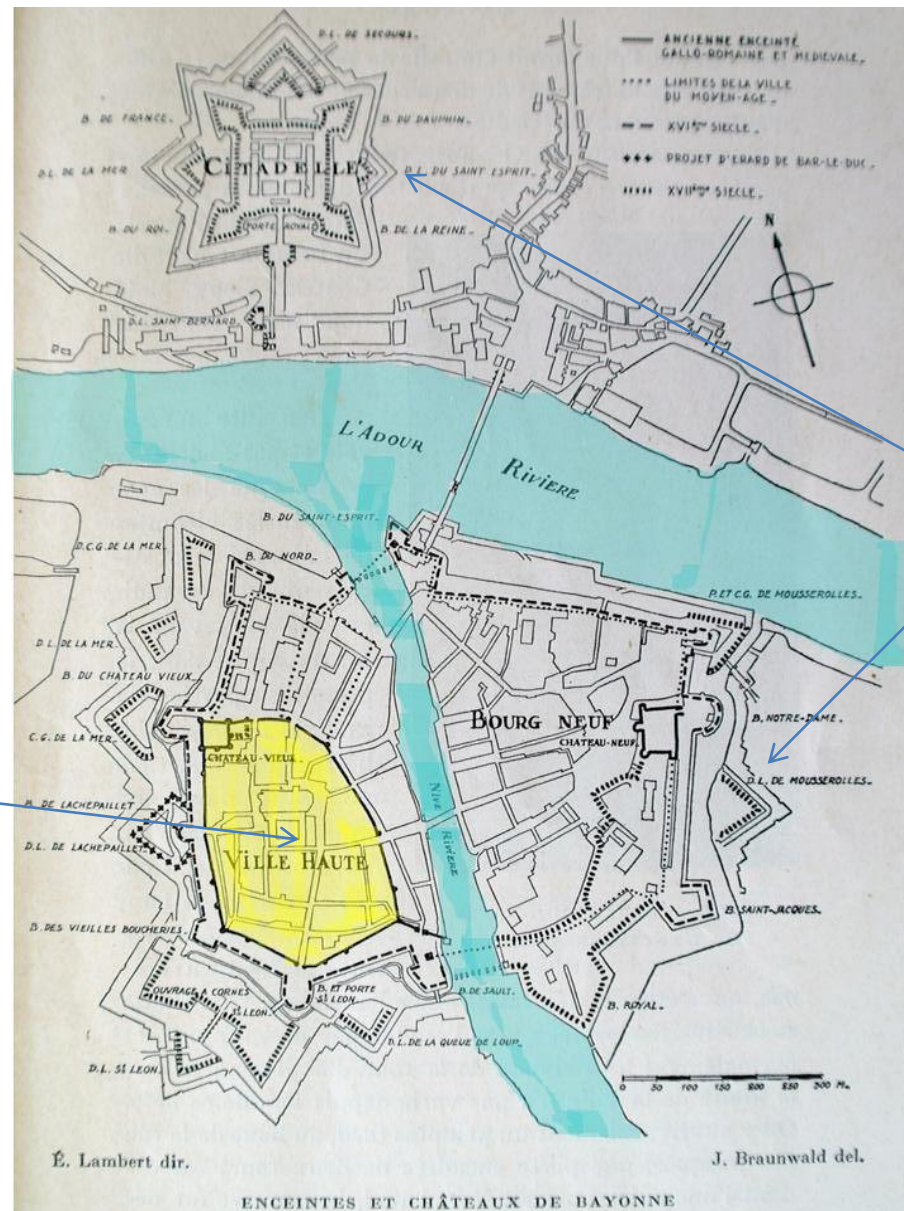 D.L. DE SECOURS.
B. DE FRANCE.
B. DU DAUPHIN
CITADELLE
D.L. DE LA MER
D.L. DU SAINT ESPRIT.
B. DU ROI.
PORTE ROYALE
B. DE LA REINE.
D.L. SAINT BERNARD.
ANCIENNE ENCEINTE
GALLO-ROMAINE ET MEDIEVALE.
LIMITES DE LA VILLE
DU MOYEN-AGE.
XVIème SIECLE.
PROJET D'ERARD DE BAR-LE-DUC.
XVIIème SIECLE.
N
L'ADOUR
RIVIERE
B. DU SAINT-ESPRIT.
D.C.G. DE LA MER.
B. DU NORD.
D.L. DE LA MER.
B. DU CHATEAU VIEUX.
C.G. DE LA MER.
P. ET C.G. DE MOUSSEROLLES.
BOURG NEUF
CHATEAU-NEUF.
B. NOTRE-DAME.
D.L. DE MOUSSEROLLES.
CHATEAU-VIEUX.
NIVE
RIVIERE
B. DE LACHEPAILLET
D.L. DE LACHEPAILLET.
VILLE HAUTE
B. SAINT-JACQUES.
B. DES VIEILLES BOUCHERIES.
OUVRAGE A CORNES
ST LEON.
B. ET PORTE
ST LEON.
B. DE SAULT.
B. ROYAL.
D.L. DE LA QUEUE DE LOUP.
D.L. ST LEON.
0 50 100 150 200 250 300 M.
É. Lambert dir.
J. Braunwald del.
ENCEINTES ET CHÂTEAUX DE BAYONNE